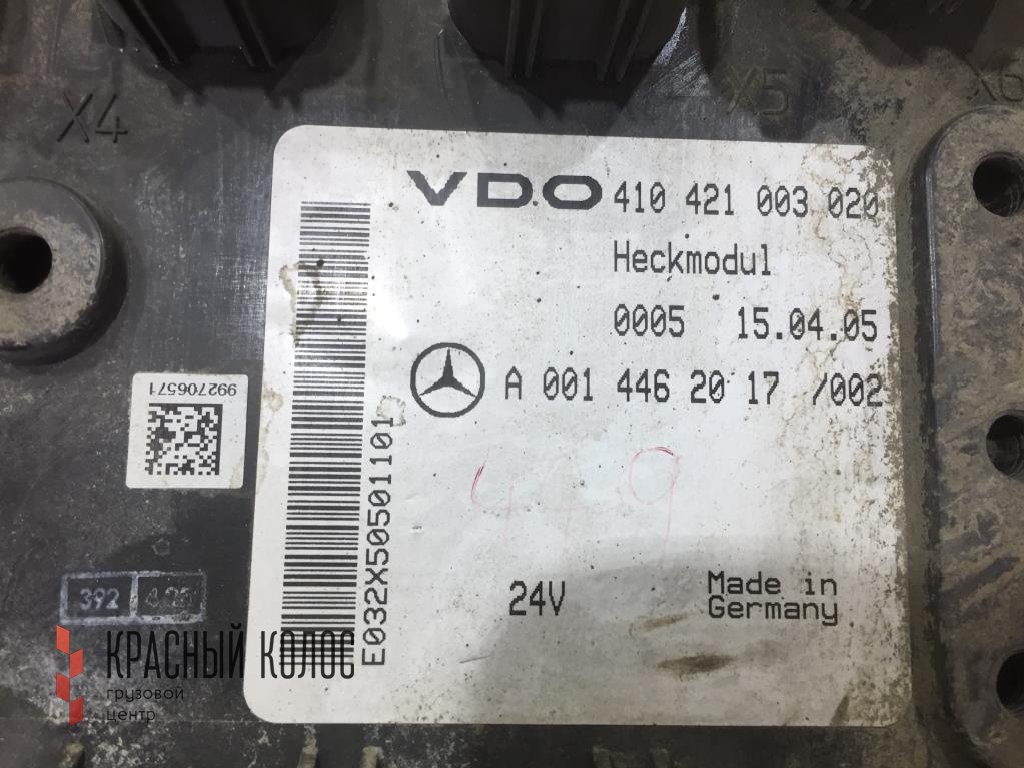 X4
X5
X6
VDO 410 421 003 020
Heckmodul
0005 15.04.05
A 001 446 20 17 /002
992706571
E032X50501101
449
24V
Made in
Germany
392
КРАСНЫЙ КОЛОС
грузовой
центр